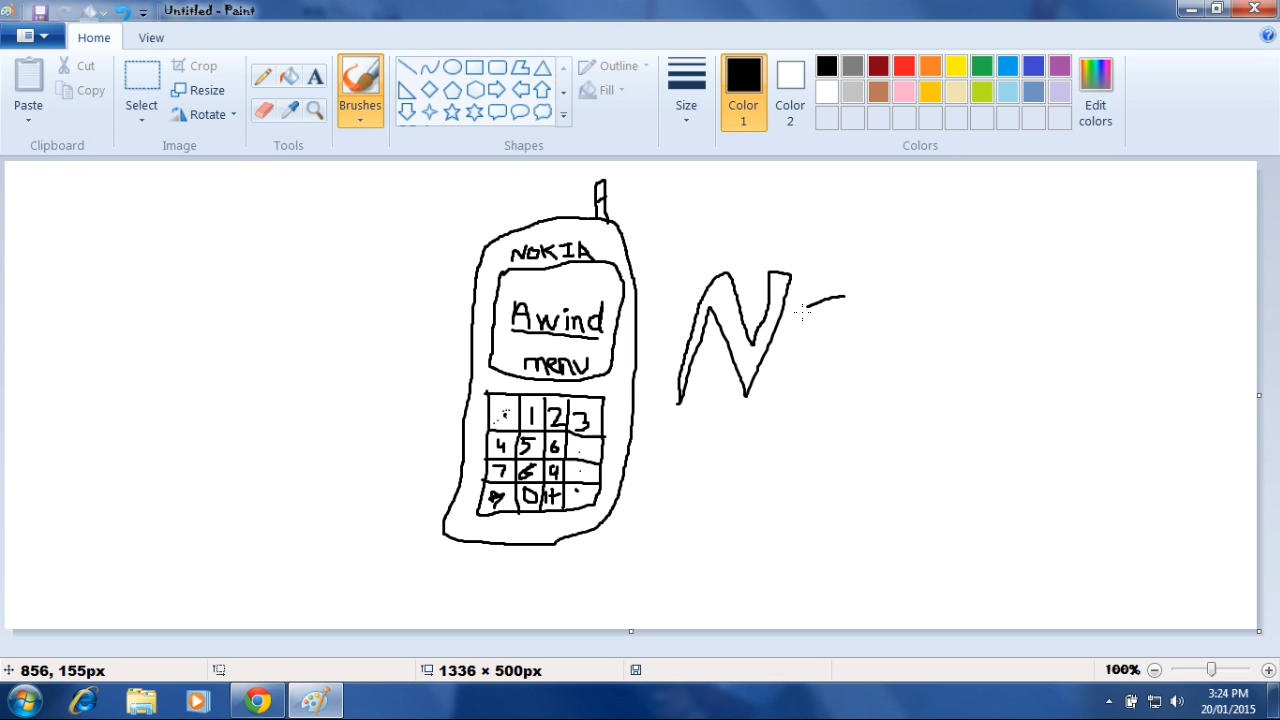 Untitled - Paint
Home View
Paste
Cut
Copy
Clipboard
Select
Crop
Resize
Rotate
Image
Tools
Brushes
Shapes
Outline
Fill
Size
Color 1
Color 2
Edit colors
Colors
NOKIA
Awind
menu
1 2 3
4 5 6
7 9
0
N
856, 155px
1336 × 500px
100%
3:24 PM
20/01/2015